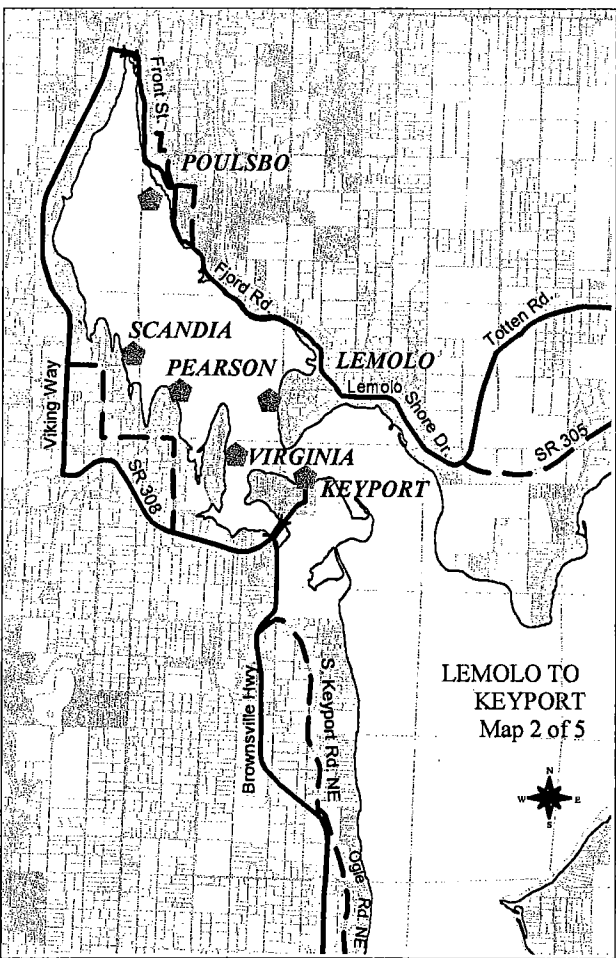 Front St.
POULSBO
Fjord Rd.
SCANDIA
PEARSON
LEMOLO
Lemolo Shore Dr.
Totten Rd.
SR 305
Viking Way
SR 308
VIRGINIA
KEYPORT
Brownsville Hwy.
S. Keyport Rd. NE
Ogle Rd. NE
LEMOLO TO
KEYPORT
Map 2 of 5
N
W
E
S